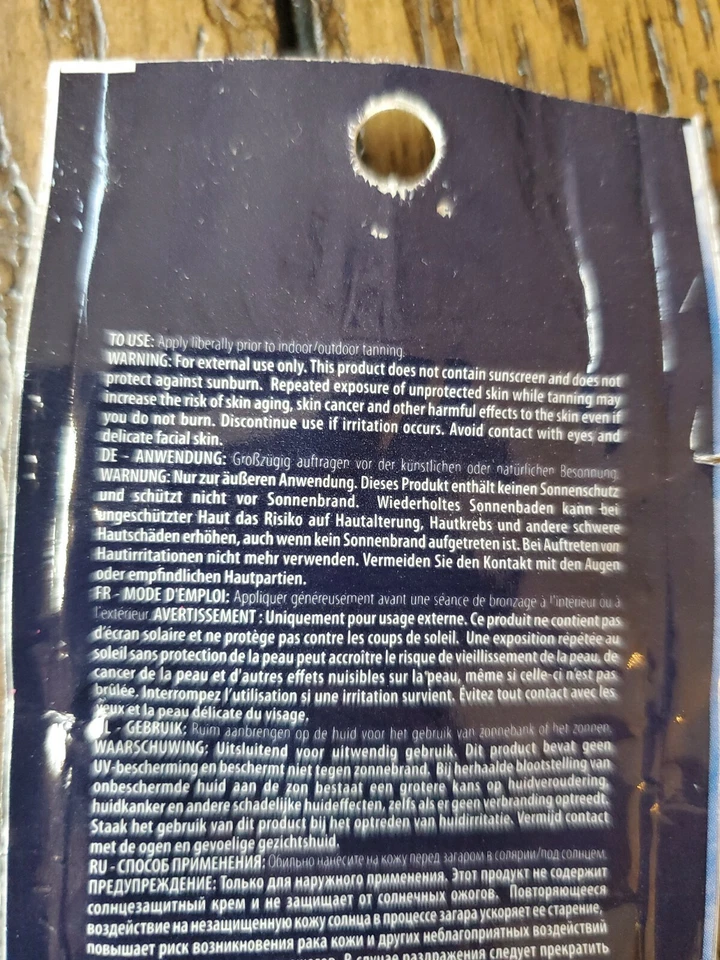 TO USE: Apply liberally prior to indoor/outdoor tanning.
WARNING: For external use only. This product does not contain sunscreen and does not
protect against sunburn. Repeated exposure of unprotected skin while tanning may
increase the risk of skin aging, skin cancer and other harmful effects to the skin even if
you do not burn. Discontinue use if irritation occurs. Avoid contact with eyes and
delicate facial skin.
DE - ANWENDUNG: Großzügig auftragen vor der künstlichen oder natürlichen Besonnung.
WARNUNG: Nur zur äußeren Anwendung. Dieses Produkt enthält keinen Sonnenschutz
und schützt nicht vor Sonnenbrand. Wiederholtes Sonnenbaden kann bei
ungeschützter Haut das Risiko auf Hautalterung, Hautkrebs und andere schwere
Hautschäden erhöhen, auch wenn kein Sonnenbrand aufgetreten ist. Bei Auftreten von
Hautirritationen nicht mehr verwenden. Vermeiden Sie den Kontakt mit den Augen
oder empfindlichen Hautpartien.
FR - MODE D'EMPLOI: Appliquer généreusement avant une séance de bronzage à l'intérieur ou à
l'extérieur. AVERTISSEMENT : Uniquement pour usage externe. Ce produit ne contient pas
d'écran solaire et ne protège pas contre les coups de soleil. Une exposition répétée au
soleil sans protection de la peau peut accroître le risque de vieillissement de la peau, de
cancer de la peau et d'autres effets nuisibles sur la peau, même si celle-ci n'est pas
brûlée. Interrompez l'utilisation si une irritation survient. Évitez tout contact avec les
yeux et la peau délicate du visage.
NL - GEBRUIK: Ruim aanbrengen op de huid voor het gebruik van zonnebank of het zonnen.
WAARSCHUWING: Uitsluitend voor uitwendig gebruik. Dit product bevat geen
UV-bescherming en beschermt niet tegen zonnebrand. Bij herhaalde blootstelling van
onbeschermde huid aan de zon bestaat een grotere kans op huidveroudering,
huidkanker en andere schadelijke huideffecten, zelfs als er geen verbranding optreedt.
Staak het gebruik van dit product bij het optreden van huidirritatie. Vermijd contact
met de ogen en gevoelige gezichtshuid.
RU - СПОСОБ ПРИМЕНЕНИЯ: Обильно нанесите на кожу перед загаром в солярии/под солнцем.
ПРЕДУПРЕЖДЕНИЕ: Только для наружного применения. Этот продукт не содержит
солнцезащитный крем и не защищает от солнечных ожогов. Повторяющееся
воздействие на незащищенную кожу солнца в процессе загара ускоряет ее старение,
повышает риск возникновения рака кожи и других неблагоприятных воздействий
В случае раздражения следует прекратить